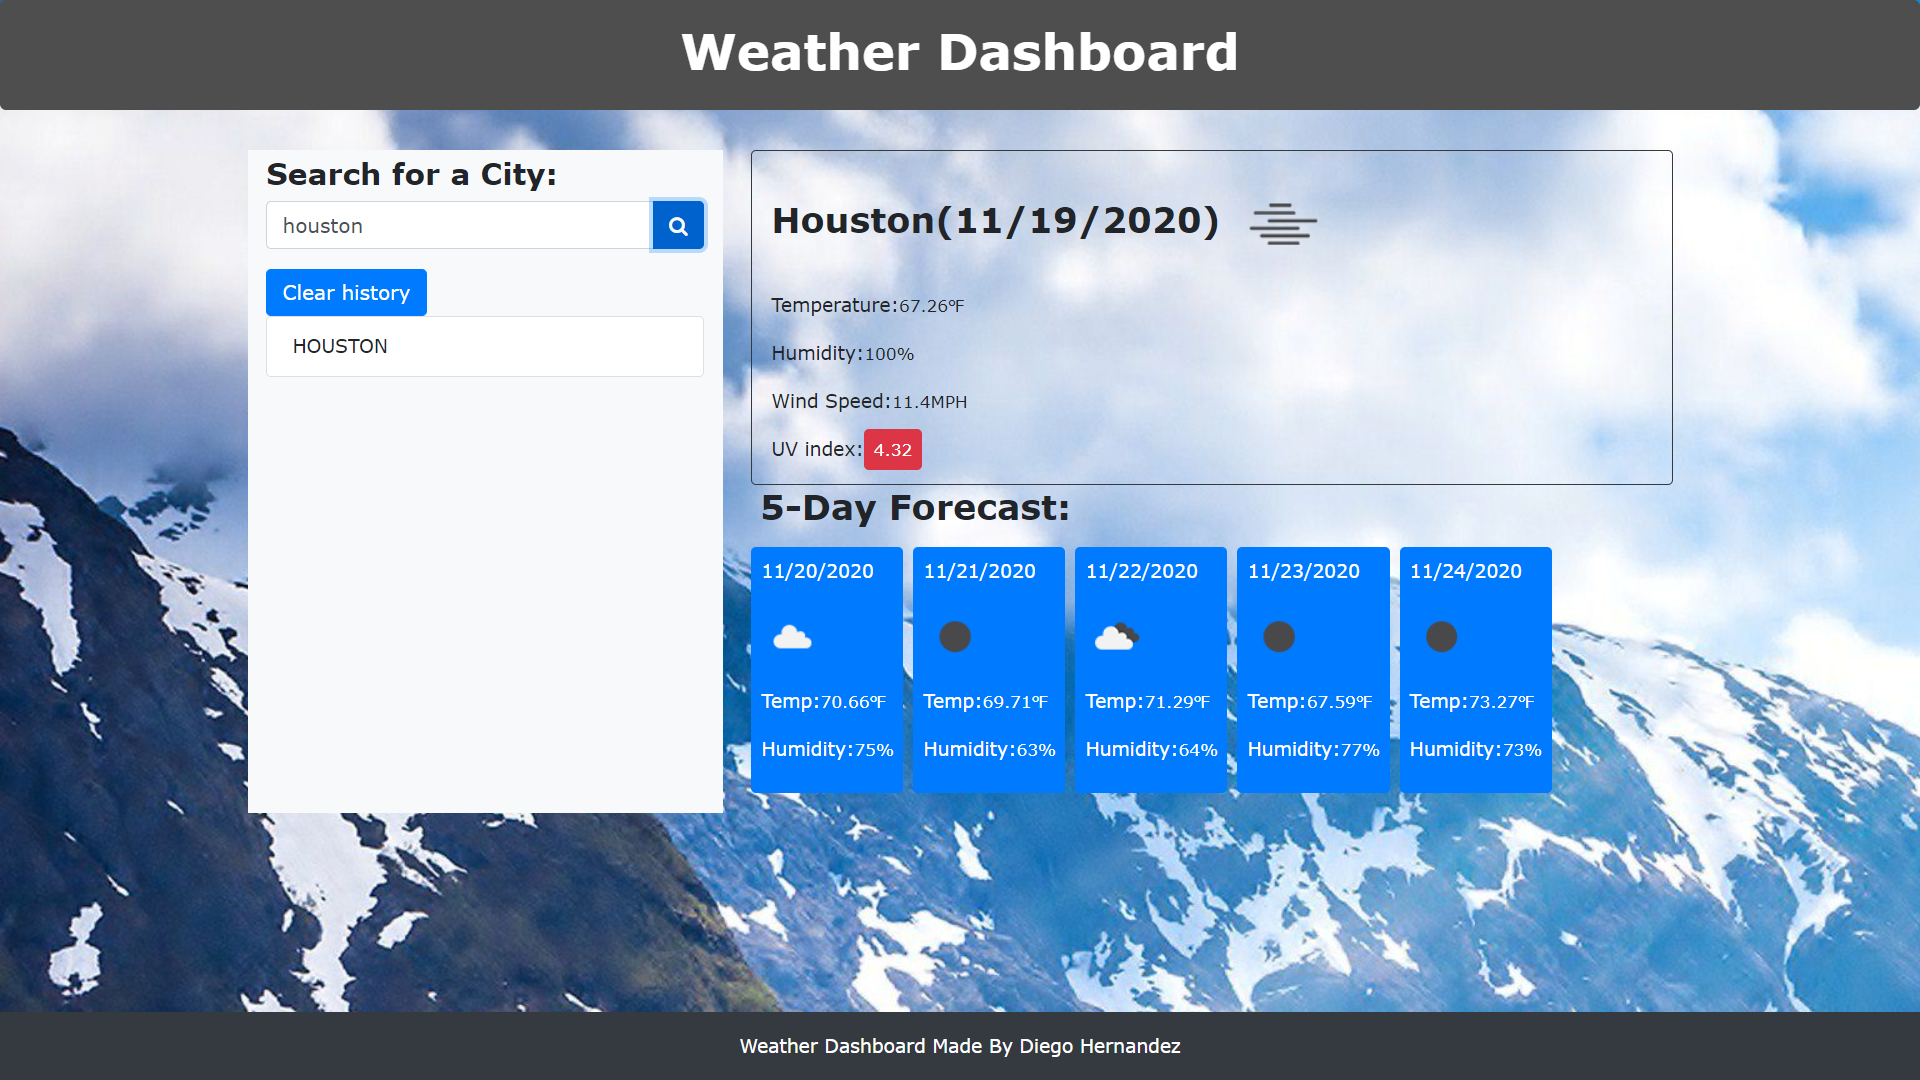 Weather Dashboard
Search for a City:
houston
Clear history
HOUSTON
Houston(11/19/2020)
Temperature:67.26°F
Humidity:100%
Wind Speed:11.4MPH
UV index:4.32
5-Day Forecast:
11/20/2020
Temp:70.66°F
Humidity:75%
11/21/2020
Temp:69.71°F
Humidity:63%
11/22/2020
Temp:71.29°F
Humidity:64%
11/23/2020
Temp:67.59°F
Humidity:77%
11/24/2020
Temp:73.27°F
Humidity:73%
Weather Dashboard Made By Diego Hernandez